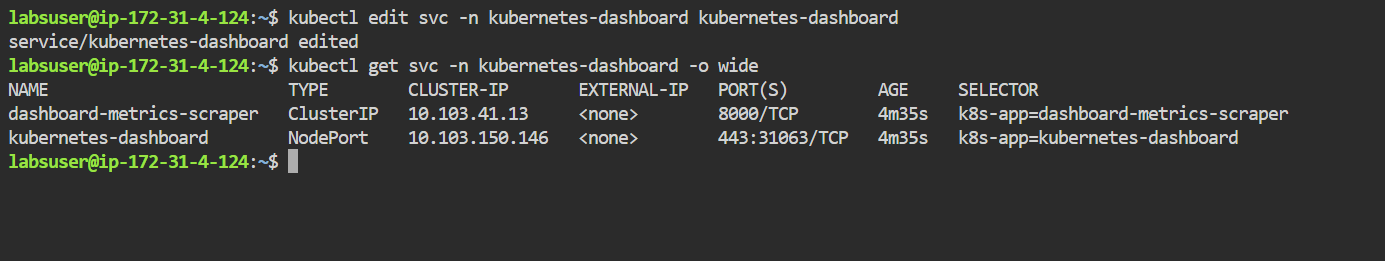 labsuser@ip-172-31-4-124:~$ kubectl edit svc -n kubernetes-dashboard kubernetes-dashboard
service/kubernetes-dashboard edited
labsuser@ip-172-31-4-124:~$ kubectl get svc -n kubernetes-dashboard -o wide
NAME                        TYPE        CLUSTER-IP       EXTERNAL-IP   PORT(S)         AGE     SELECTOR
dashboard-metrics-scraper   ClusterIP   10.103.41.13     <none>        8000/TCP        4m35s   k8s-app=dashboard-metrics-scraper
kubernetes-dashboard        NodePort    10.103.150.146   <none>        443:31063/TCP   4m35s   k8s-app=kubernetes-dashboard
labsuser@ip-172-31-4-124:~$